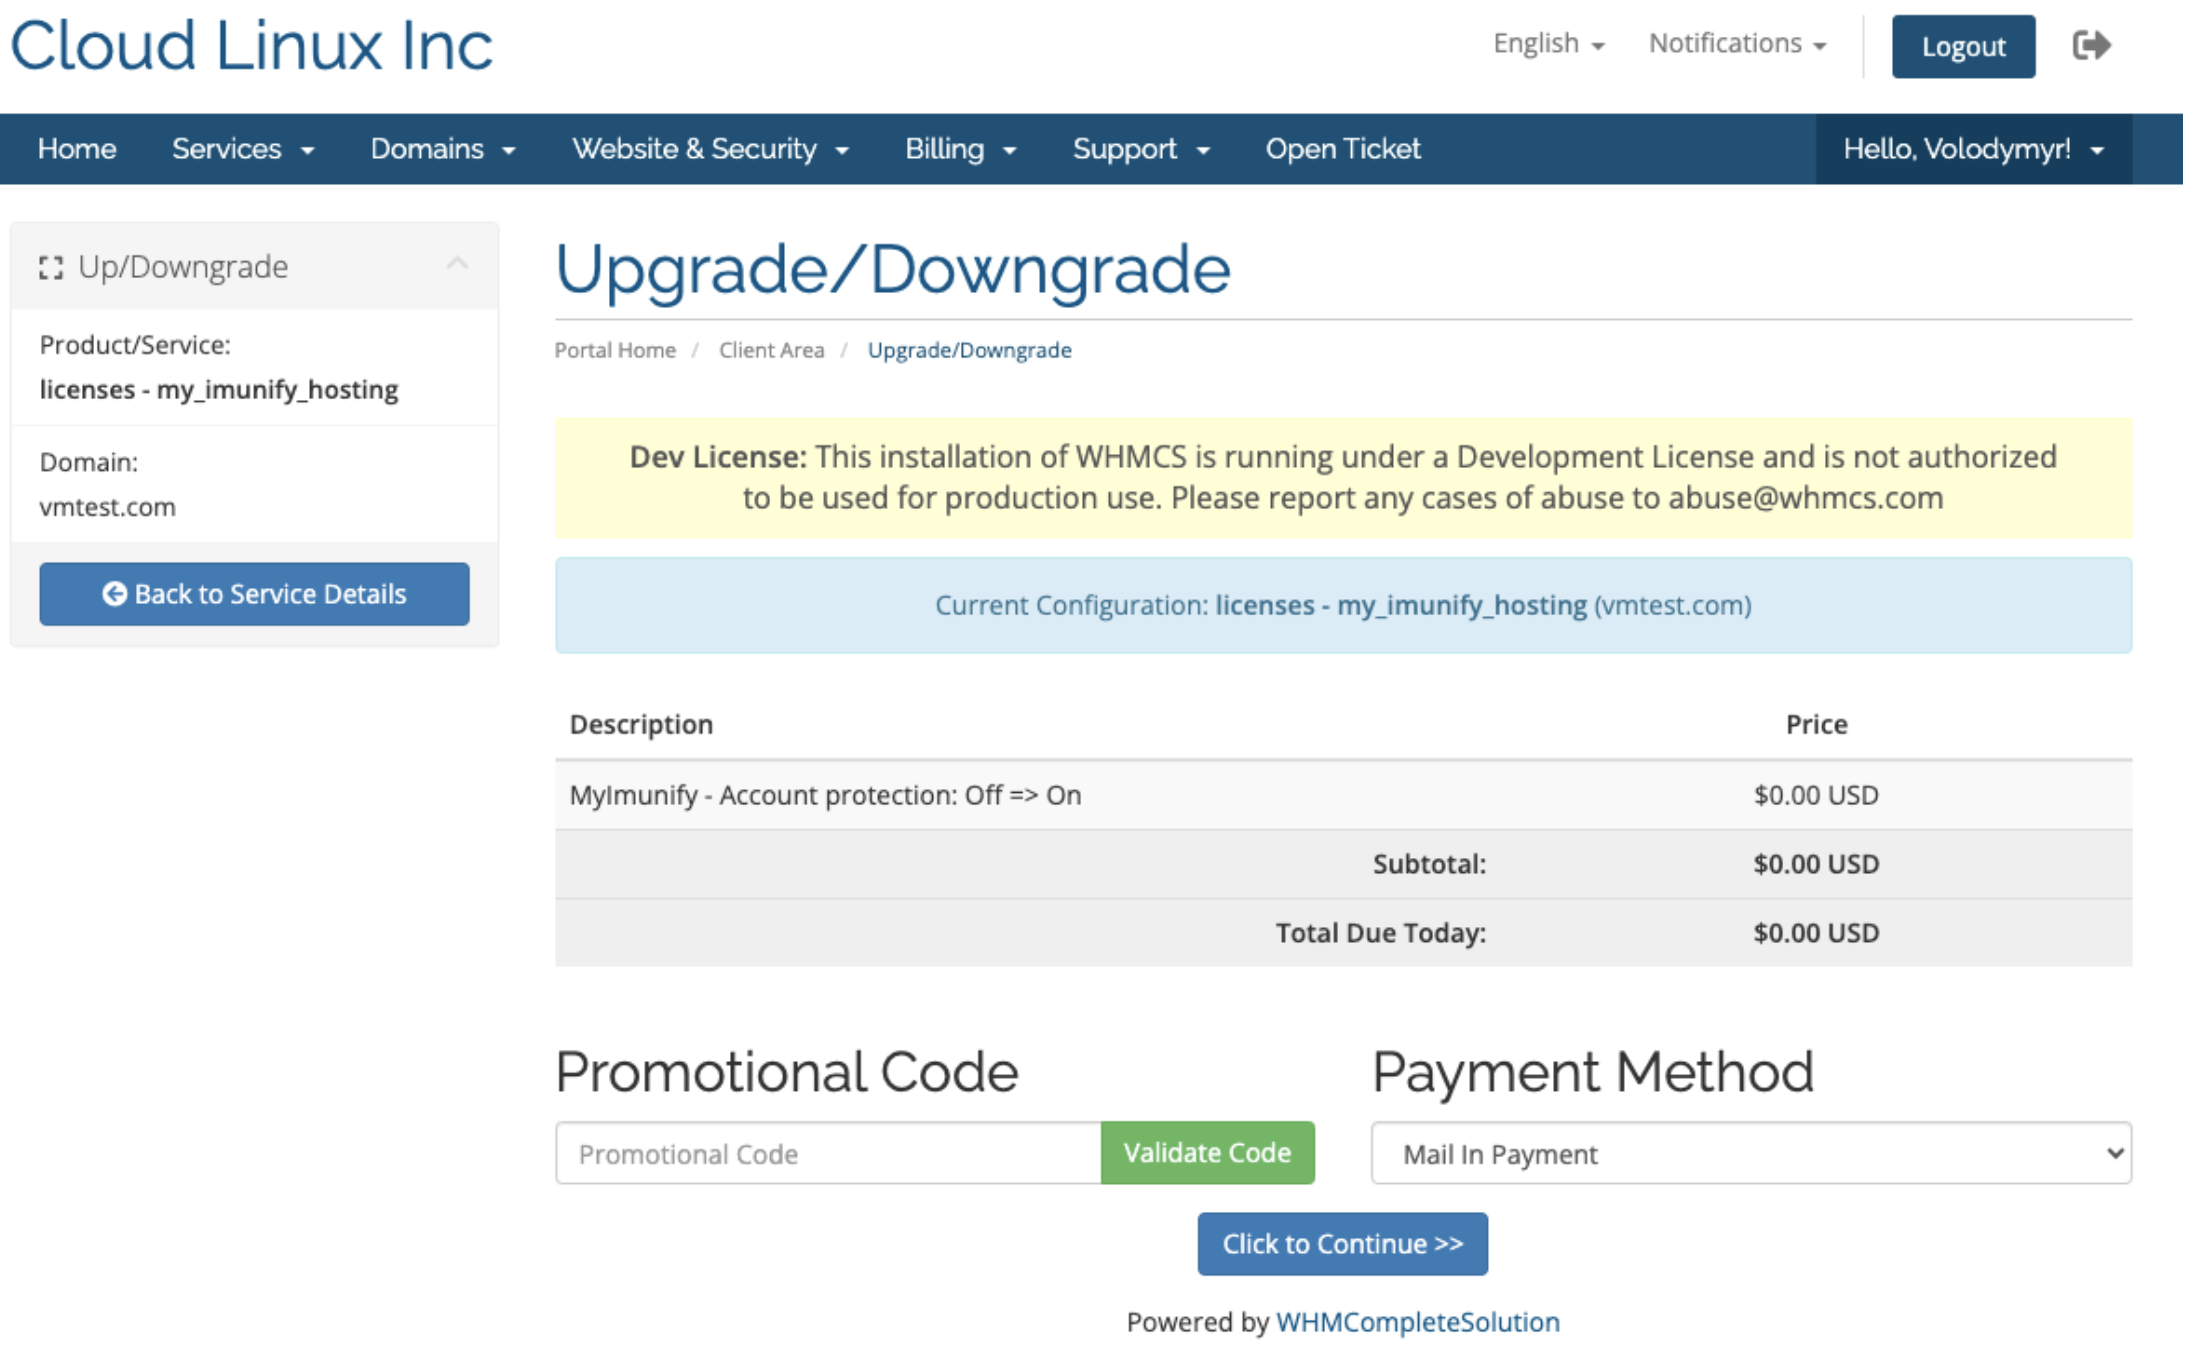 Cloud Linux Inc
English
Notifications
Logout
Home
Services
Domains
Website & Security
Billing
Support
Open Ticket
Hello, Volodymyr!
Up/Downgrade
Product/Service:
licenses - my_imunify_hosting
Domain:
vmtest.com
Back to Service Details
Upgrade/Downgrade
Portal Home / Client Area / Upgrade/Downgrade
Dev License: This installation of WHMCS is running under a Development License and is not authorized
to be used for production use. Please report any cases of abuse to abuse@whmcs.com
Current Configuration: licenses - my_imunify_hosting (vmtest.com)
Description Price
MyImunify - Account protection: Off => On $0.00 USD
Subtotal: $0.00 USD
Total Due Today: $0.00 USD
Promotional Code
Promotional Code
Validate Code
Payment Method
Mail In Payment
Click to Continue >>
Powered by WHMCompleteSolution